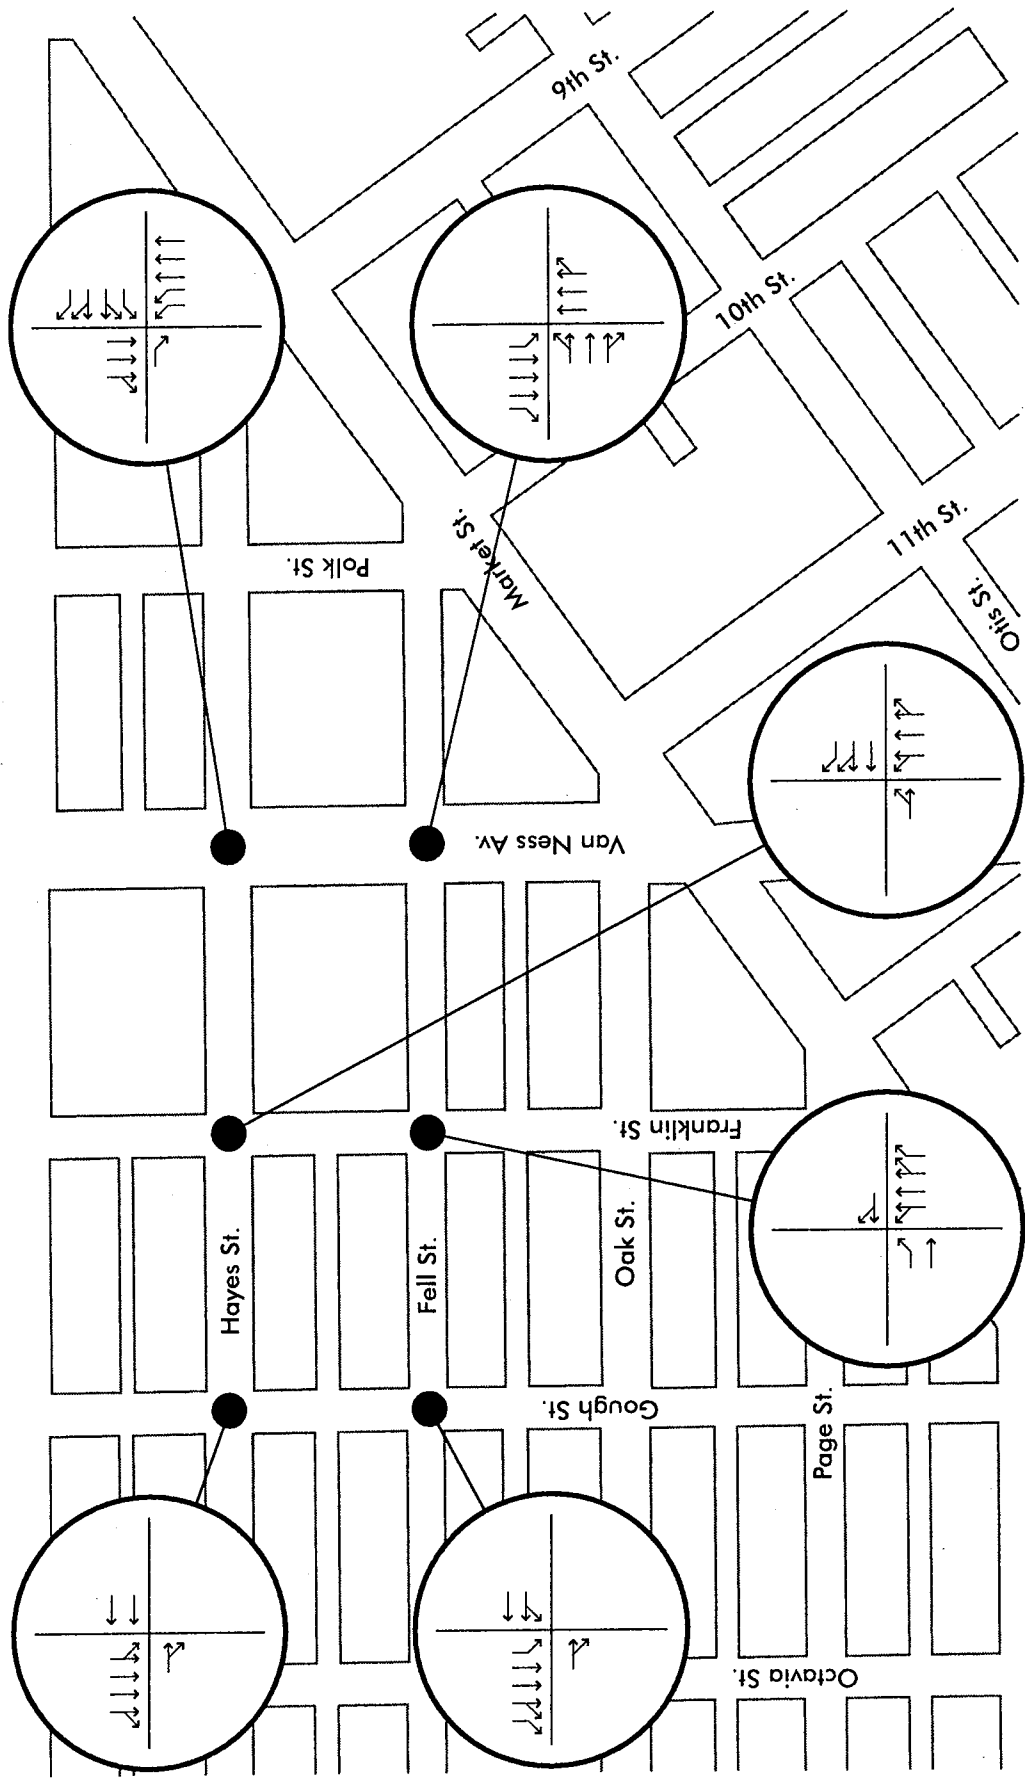 9th St.
10th St.
Market St.
Polk St.
11th St.
Otis St.
Van Ness Av.
Franklin St.
Hayes St.
Fell St.
Oak St.
Gough St.
Page St.
Octavia St.